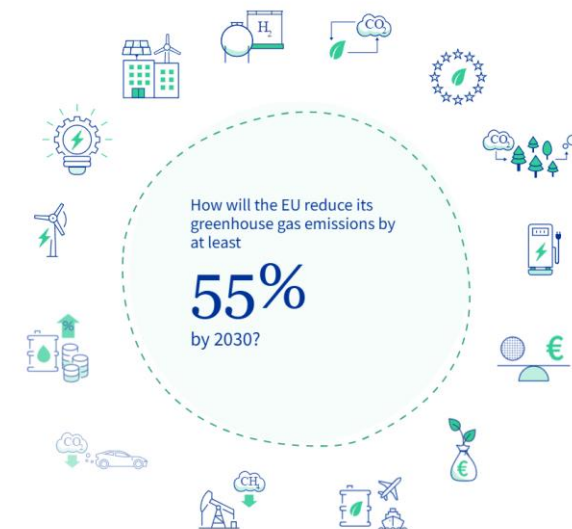 H2
CO2
CO2
How will the EU reduce its
greenhouse gas emissions by
at least
55%
by 2030?
€
%
€
CO2
CH4